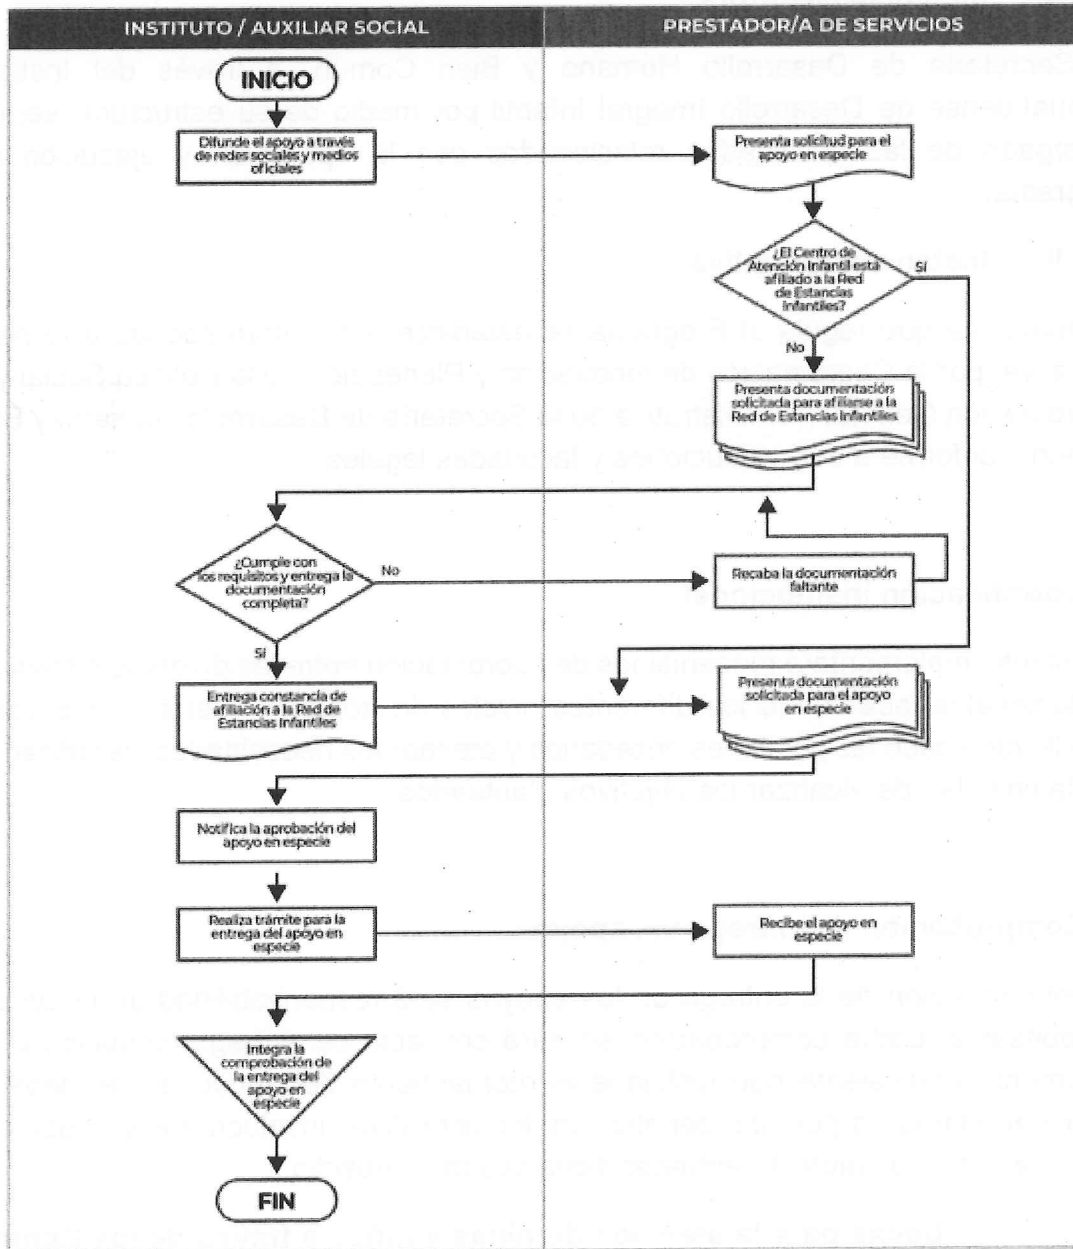 INSTITUTO / AUXILIAR SOCIAL
PRESTADOR/A DE SERVICIOS
INICIO
Difunde el apoyo a través
de redes sociales y medios
oficiales
Presenta solicitud para el
apoyo en especie
¿El Centro de
Atención Infantil está
afiliado a la Red
de Estancias
Infantiles?
Sí
No
Presenta documentación
solicitada para afiliarse a la
Red de Estancias Infantiles
¿Cumple con
los requisitos y entrega la
documentación
completa?
No
Recaba la documentación
faltante
Sí
Entrega constancia de
afiliación a la Red de
Estancias Infantiles
Presenta documentación
solicitada para el apoyo
en especie
Notifica la aprobación del
apoyo en especie
Realiza trámite para la
entrega del apoyo en
especie
Recibe el apoyo en
especie
Integra la
comprobación de
la entrega del
apoyo en
especie
FIN